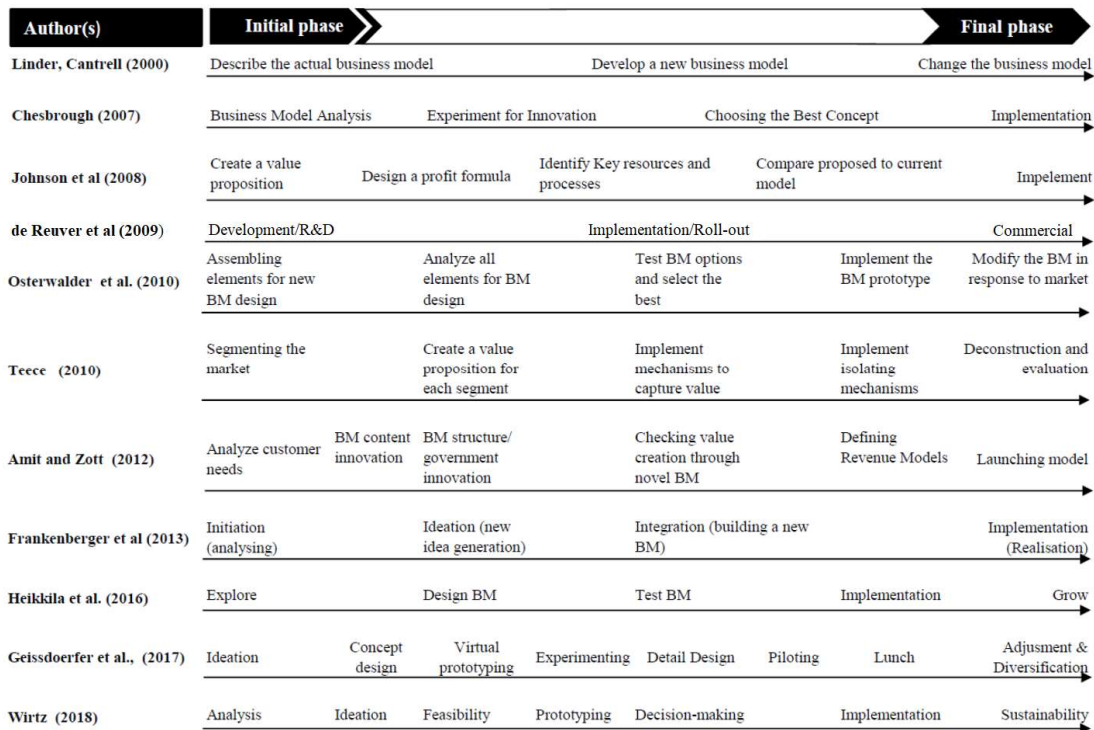 Author(s) Initial phase Final phase
Linder, Cantrell (2000) Describe the actual business model Develop a new business model Change the business model
Chesbrough (2007) Business Model Analysis Experiment for Innovation Choosing the Best Concept Implementation
Johnson et al (2008)
Create a value
proposition
Design a profit formula
Identify Key resources and
processes
Compare proposed to current
model
Impelement
de Reuver et al (2009) Development/R&D Implementation/Roll-out Commercial
Osterwalder et al. (2010)
Assembling
elements for new
BM design
Analyze all
elements for BM
design
Test BM options
and select the
best
Implement the
BM prototype
Modify the BM in
response to market
Teece (2010)
Segmenting the
market
Create a value
proposition for
each segment
Implement
mechanisms to
capture value
Implement
isolating
mechanisms
Deconstruction and
evaluation
Amit and Zott (2012)
Analyze customer
needs
BM content
innovation
BM structure/
government
innovation
Checking value
creation through
novel BM
Defining
Revenue Models
Launching model
Frankenberger et al (2013)
Initiation
(analysing)
Ideation (new
idea generation)
Integration (building a new
BM)
Implementation
(Realisation)
Heikkila et al. (2016) Explore Design BM Test BM Implementation Grow
Geissdoerfer et al., (2017)
Ideation
Concept
design
Virtual
prototyping
Experimenting
Detail Design
Piloting
Lunch
Adjusment &
Diversification
Wirtz (2018) Analysis Ideation Feasibility Prototyping Decision-making Implementation Sustainability